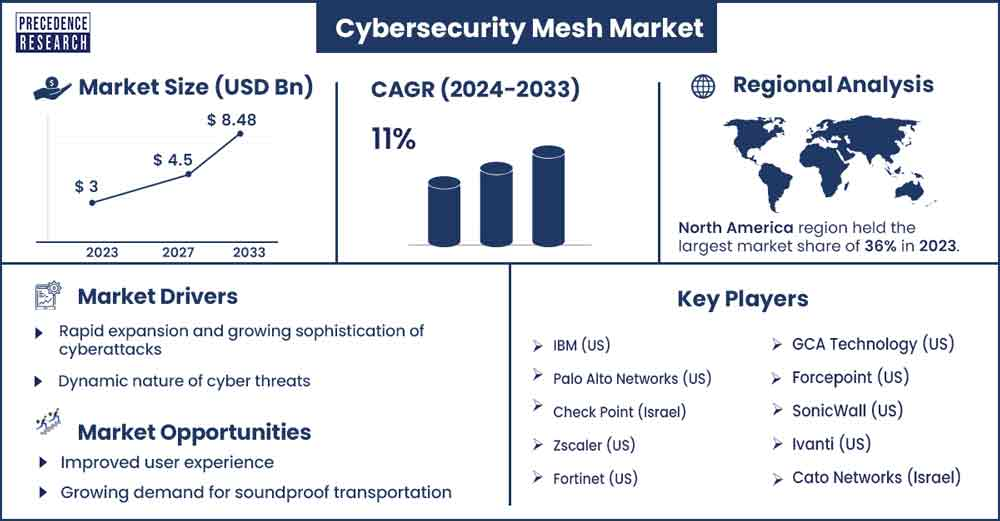 PRECEDENCE
RESEARCH
Cybersecurity Mesh Market
$
Market Size (USD Bn)
$ 3
$ 4.5
$ 8.48
2023 2027 2033
CAGR (2024-2033)
11%
Regional Analysis
North America region held the
largest market share of 36% in 2023.
Market Drivers
Rapid expansion and growing sophistication of
cyberattacks
Dynamic nature of cyber threats
Market Opportunities
Improved user experience
Growing demand for soundproof transportation
Key Players
IBM (US)
Palo Alto Networks (US)
Check Point (Israel)
Zscaler (US)
Fortinet (US)
GCA Technology (US)
Forcepoint (US)
SonicWall (US)
Ivanti (US)
Cato Networks (Israel)